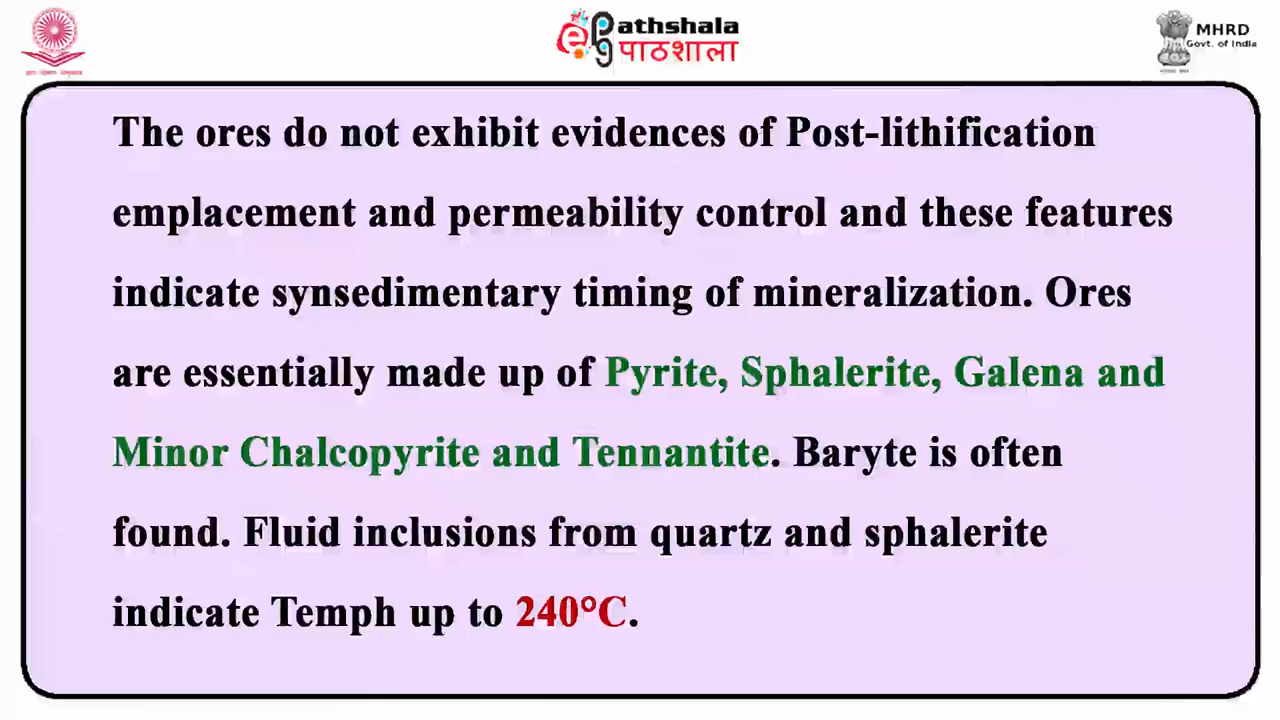 ePathshala
पाठशाला
MHRD
Govt. of India
The ores do not exhibit evidences of Post-lithification
emplacement and permeability control and these features
indicate synsedimentary timing of mineralization. Ores
are essentially made up of Pyrite, Sphalerite, Galena and
Minor Chalcopyrite and Tennantite. Baryte is often
found. Fluid inclusions from quartz and sphalerite
indicate Temph up to 240°C.